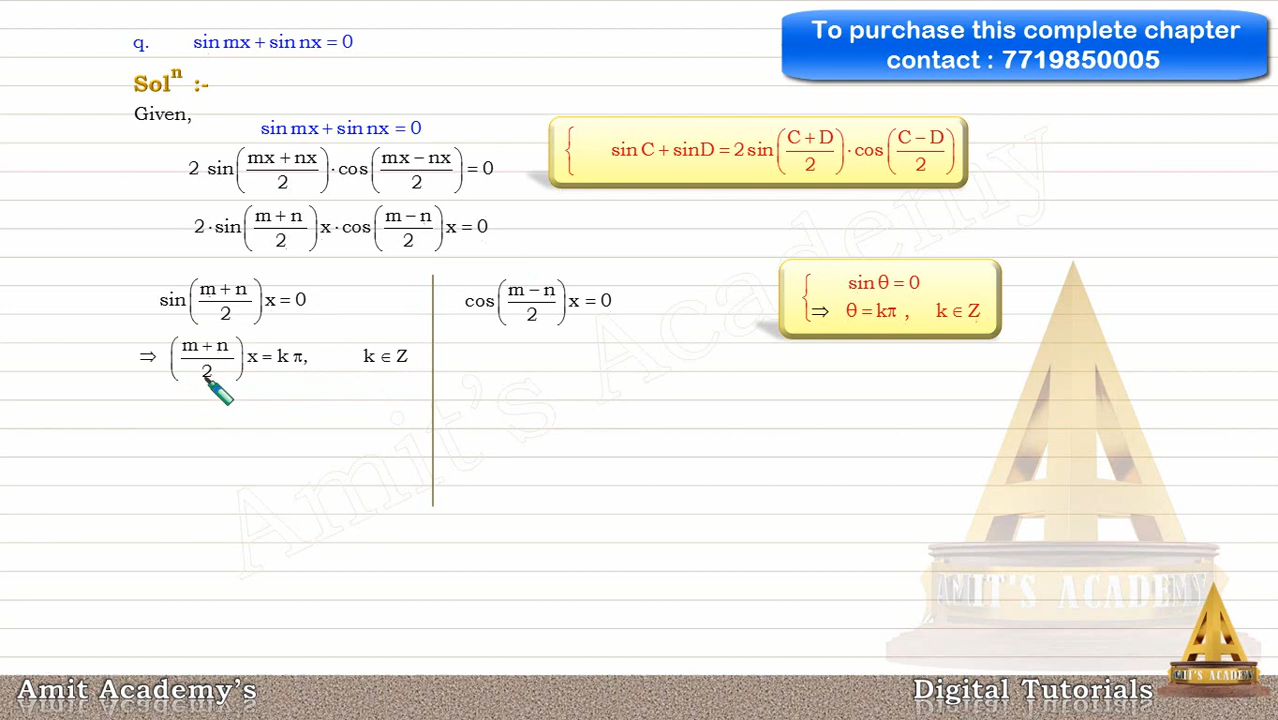 To purchase this complete chapter
contact : 7719850005
q. sin mx + sin nx = 0
Solⁿ :-
Given,
sin mx + sin nx = 0
2 sin((mx + nx)/2) · cos((mx − nx)/2) = 0
{ sin C + sin D = 2 sin((C + D)/2) · cos((C − D)/2)
2 · sin((m + n)/2)x · cos((m − n)/2)x = 0
sin((m + n)/2)x = 0
⇒ ((m + n)/2)x = k π, k ∈ Z
cos((m − n)/2)x = 0
{ sin θ = 0
⇒ θ = kπ , k ∈ Z
Amit's Academy
AMIT'S ACADEMY
AMIT'S ACADEMY
Amit Academy's
Digital Tutorials